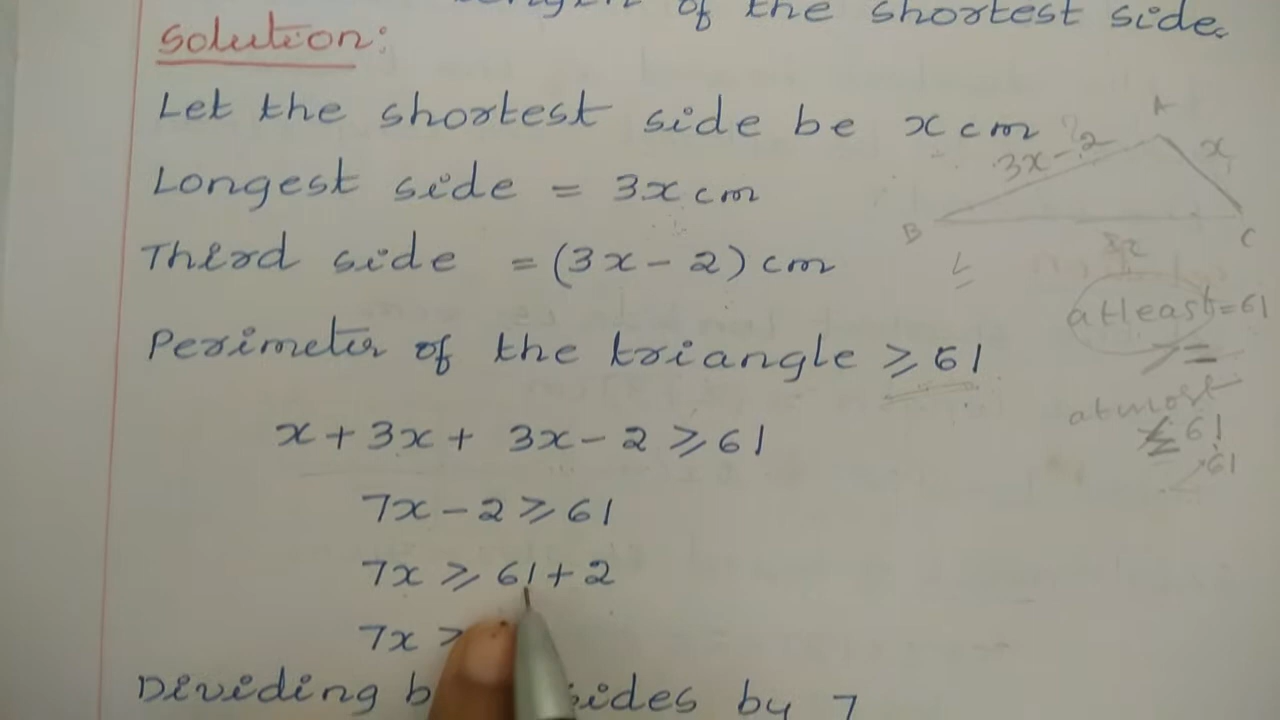 of the shortest side.
Solution:
Let the shortest side be x cm
Longest side = 3x cm
Third side = (3x - 2) cm
Perimeter of the triangle ⩾ 61
x + 3x + 3x - 2 ⩾ 61
7x - 2 ⩾ 61
7x ⩾ 61 + 2
7x
Dividing sides by 7
A
3x - 2
x
B
C
atleast = 61
atmost
≤ 61
61